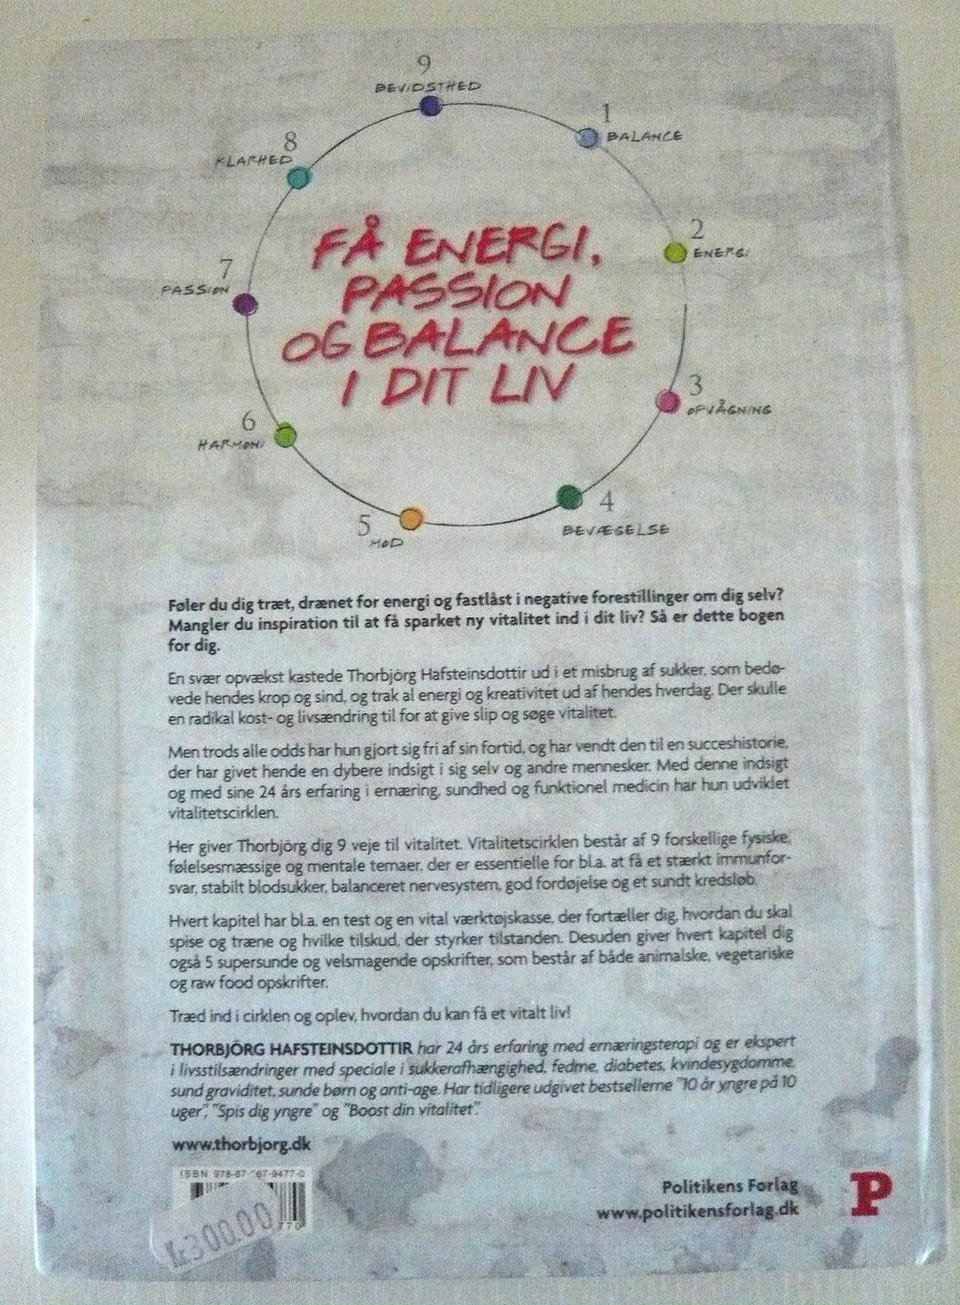 9
BEVIDSTHED
1
BALANCE
8
KLARHED
2
ENERGI
7
PASSION
FÅ ENERGI,
PASSION
OG BALANCE
I DIT LIV
3
OPVÅGNING
6
HARMONI
4
BEVÆGELSE
5
MOD
Føler du dig træt, drænet for energi og fastlåst i negative forestillinger om dig selv?
Mangler du inspiration til at få sparket ny vitalitet ind i dit liv? Så er dette bogen
for dig.
En svær opvækst kastede Thorbjörg Hafsteinsdottir ud i et misbrug af sukker, som bedø-
vede hendes krop og sind, og trak al energi og kreativitet ud af hendes hverdag. Der skulle
en radikal kost- og livsændring til for at give slip og søge vitalitet.
Men trods alle odds har hun gjort sig fri af sin fortid, og har vendt den til en succeshistorie,
der har givet hende en dybere indsigt i sig selv og andre mennesker. Med denne indsigt
og med sine 24 års erfaring i ernæring, sundhed og funktionel medicin har hun udviklet
vitalitetscirklen.
Her giver Thorbjörg dig 9 veje til vitalitet. Vitalitetscirklen består af 9 forskellige fysiske,
følelsesmæssige og mentale temaer, der er essentielle for bl.a. at få et stærkt immunfor-
svar, stabilt blodsukker, balanceret nervesystem, god fordøjelse og et sundt kredsløb.
Hvert kapitel har bl.a. en test og en vital værktøjskasse, der fortæller dig, hvordan du skal
spise og træne og hvilke tilskud, der styrker tilstanden. Desuden giver hvert kapitel dig
også 5 supersunde og velsmagende opskrifter, som består af både animalske, vegetariske
og raw food opskrifter.
Træd ind i cirklen og oplev, hvordan du kan få et vitalt liv!
THORBJÖRG HAFSTEINSDOTTIR har 24 års erfaring med ernæringsterapi og er ekspert
i livsstilsændringer med speciale i sukkerafhængighed, fedme, diabetes, kvindesygdomme,
sund graviditet, sunde børn og anti-age. Har tidligere udgivet bestsellerne "10 år yngre på 10
uger", "Spis dig yngre" og "Boost din vitalitet".
www.thorbjorg.dk
ISBN 978-87 67-9477-0
Kr.300.00
770
Politikens Forlag
www.politikensforlag.dk
P